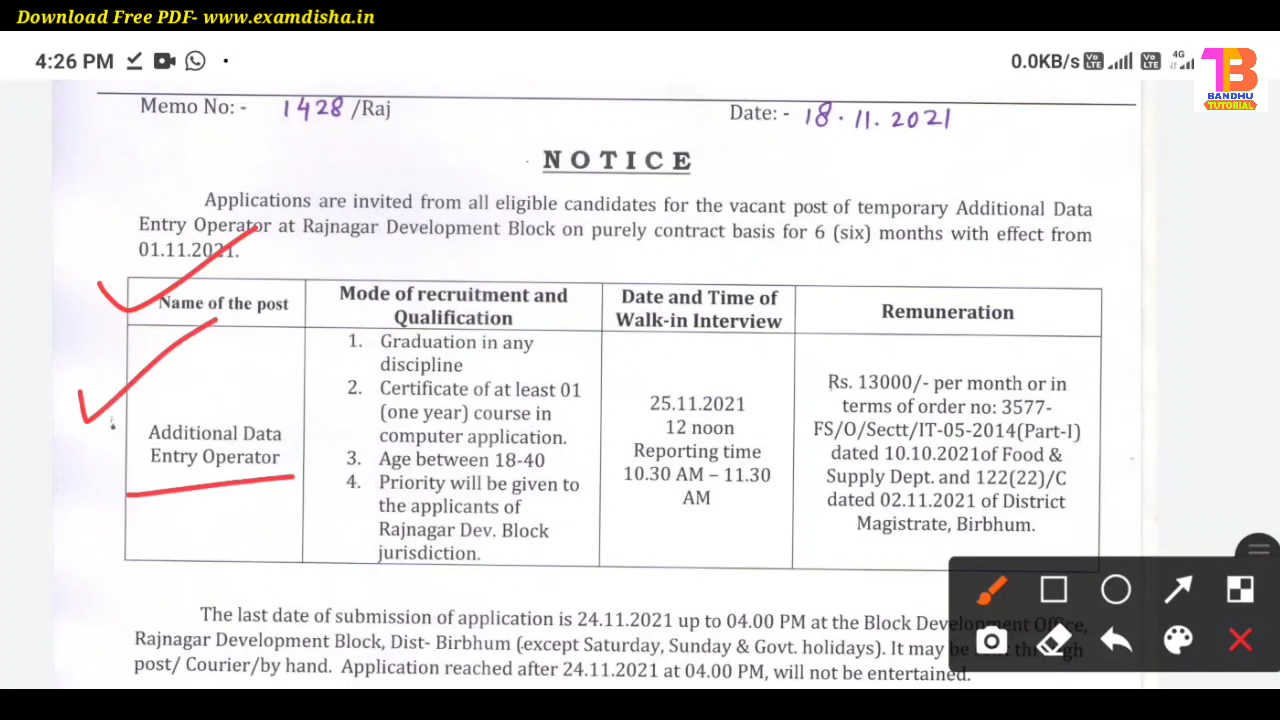 Download Free PDF- www.examdisha.in
4:26 PM
0.0KB/s Vo LTE Vo LTE 4G
BANDHU
TUTORIAL
Memo No: - 1428/Raj Date: - 18.11.2021
NOTICE
Applications are invited from all eligible candidates for the vacant post of temporary Additional Data
Entry Operator at Rajnagar Development Block on purely contract basis for 6 (six) months with effect from
01.11.2021.
Name of the post
Mode of recruitment and
Qualification
Date and Time of
Walk-in Interview
Remuneration
Additional Data
Entry Operator
1. Graduation in any
discipline
2. Certificate of at least 01
(one year) course in
computer application.
3. Age between 18-40
4. Priority will be given to
the applicants of
Rajnagar Dev. Block
jurisdiction.
25.11.2021
12 noon
Reporting time
10.30 AM – 11.30
AM
Rs. 13000/- per month or in
terms of order no: 3577-
FS/O/Sectt/IT-05-2014(Part-I)
dated 10.10.2021of Food &
Supply Dept. and 122(22)/C
dated 02.11.2021 of District
Magistrate, Birbhum.
The last date of submission of application is 24.11.2021 up to 04.00 PM at the Block Development Office,
Rajnagar Development Block, Dist- Birbhum (except Saturday, Sunday & Govt. holidays). It may be through
post/ Courier/by hand. Application reached after 24.11.2021 at 04.00 PM, will not be entertained.